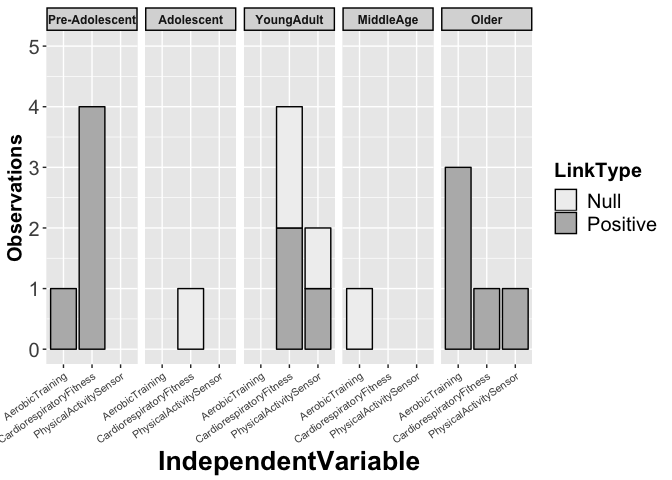 Pre-Adolescent Adolescent YoungAdult MiddleAge Older
5
4
3
2
1
0
Observations
AerobicTraining CardiorespiratoryFitness PhysicalActivitySensor AerobicTraining CardiorespiratoryFitness PhysicalActivitySensor AerobicTraining CardiorespiratoryFitness PhysicalActivitySensor AerobicTraining CardiorespiratoryFitness PhysicalActivitySensor AerobicTraining CardiorespiratoryFitness PhysicalActivitySensor
IndependentVariable
LinkType
Null
Positive